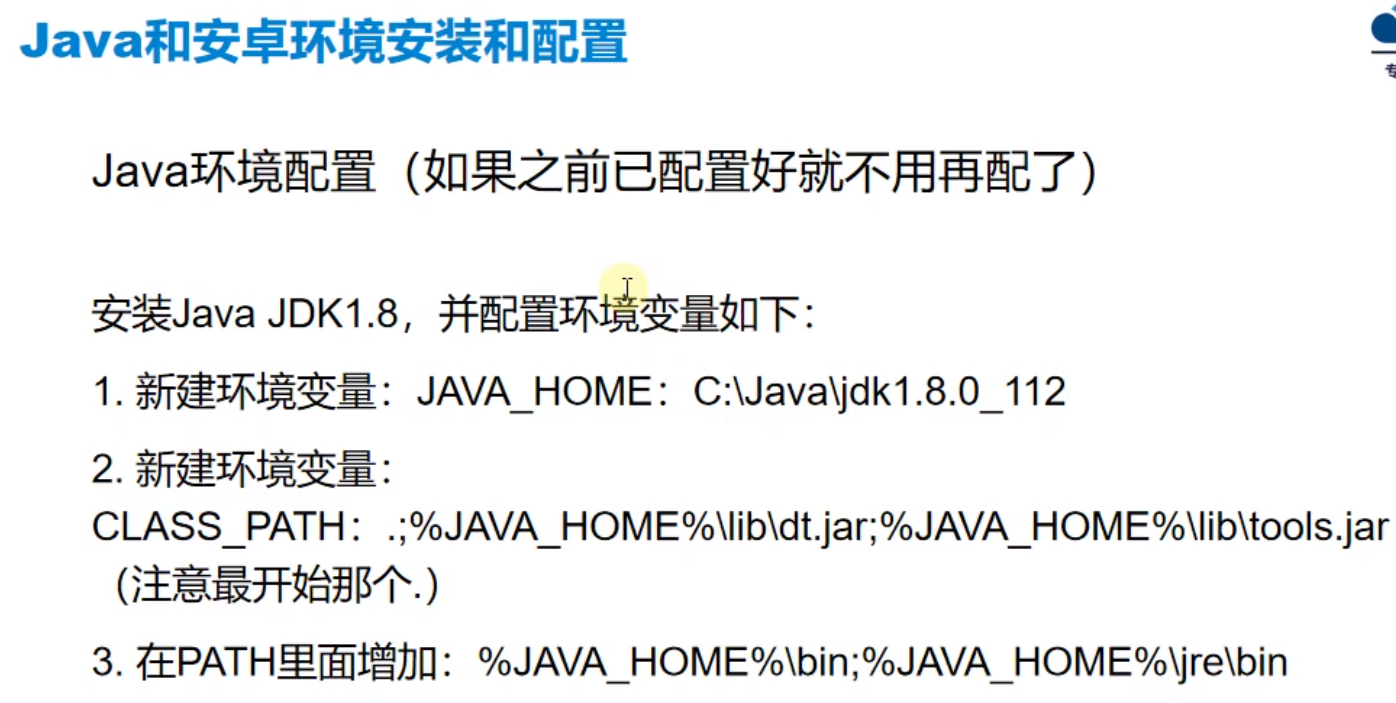 Java和安卓环境安装和配置
专
Java环境配置（如果之前已配置好就不用再配了）
安装Java JDK1.8，并配置环境变量如下：
1. 新建环境变量：JAVA_HOME：C:\Java\jdk1.8.0_112
2. 新建环境变量：
CLASS_PATH：.;%JAVA_HOME%\lib\dt.jar;%JAVA_HOME%\lib\tools.jar
（注意最开始那个.）
3. 在PATH里面增加：%JAVA_HOME%\bin;%JAVA_HOME%\jre\bin